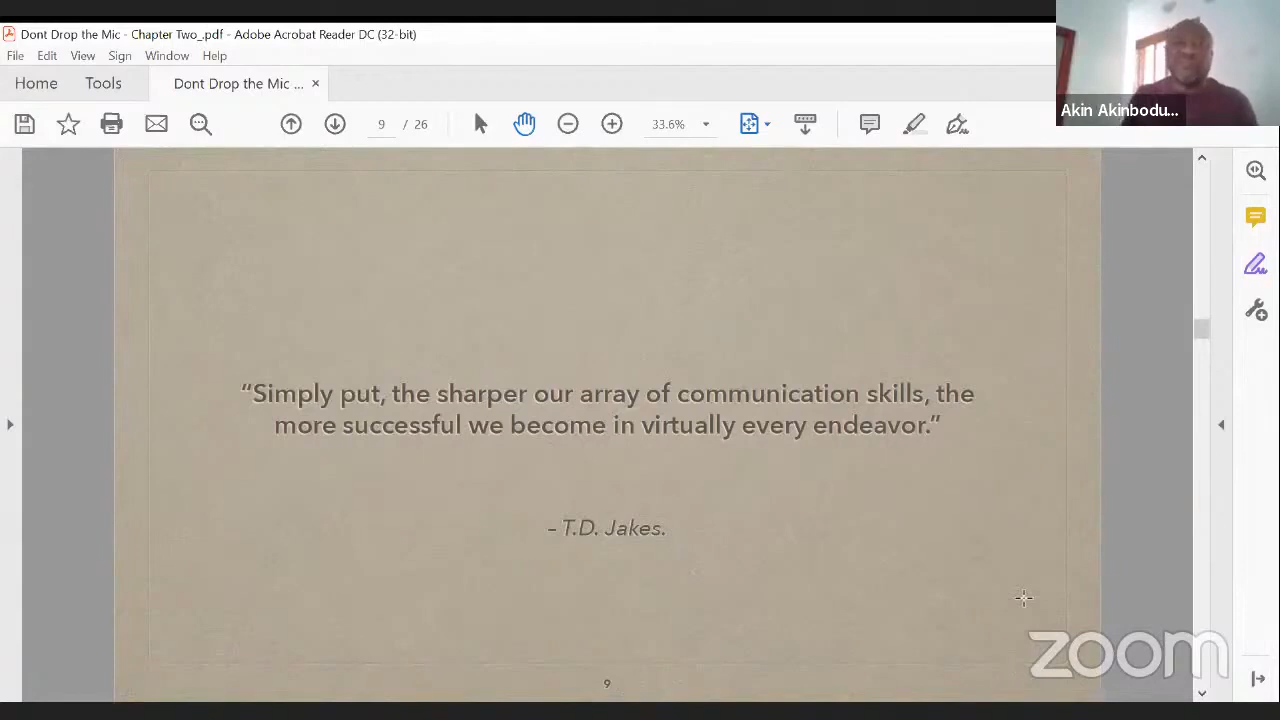 Dont Drop the Mic - Chapter Two_.pdf - Adobe Acrobat Reader DC (32-bit)
File Edit View Sign Window Help
Home Tools Dont Drop the Mic ... ×
9 / 26 33.6%
Akin Akinbodu...
“Simply put, the sharper our array of communication skills, the
more successful we become in virtually every endeavor.”
– T.D. Jakes.
9
zoom